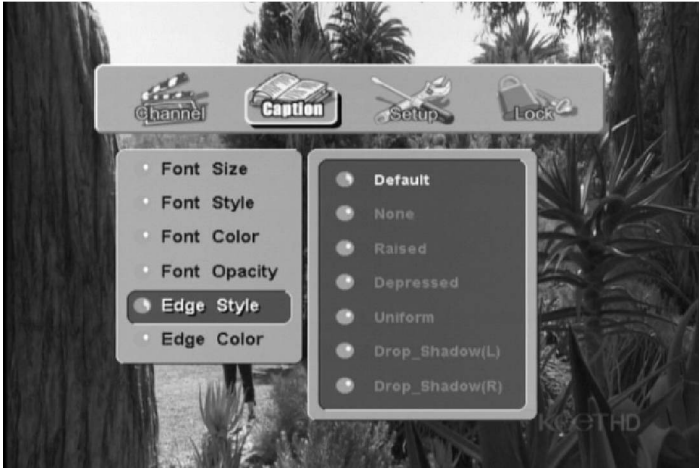 Channel
Caption
Setup
Lock
Font Size
Font Style
Font Color
Font Opacity
Edge Style
Edge Color
Default
None
Raised
Depressed
Uniform
Drop_Shadow(L)
Drop_Shadow(R)
KCETHD